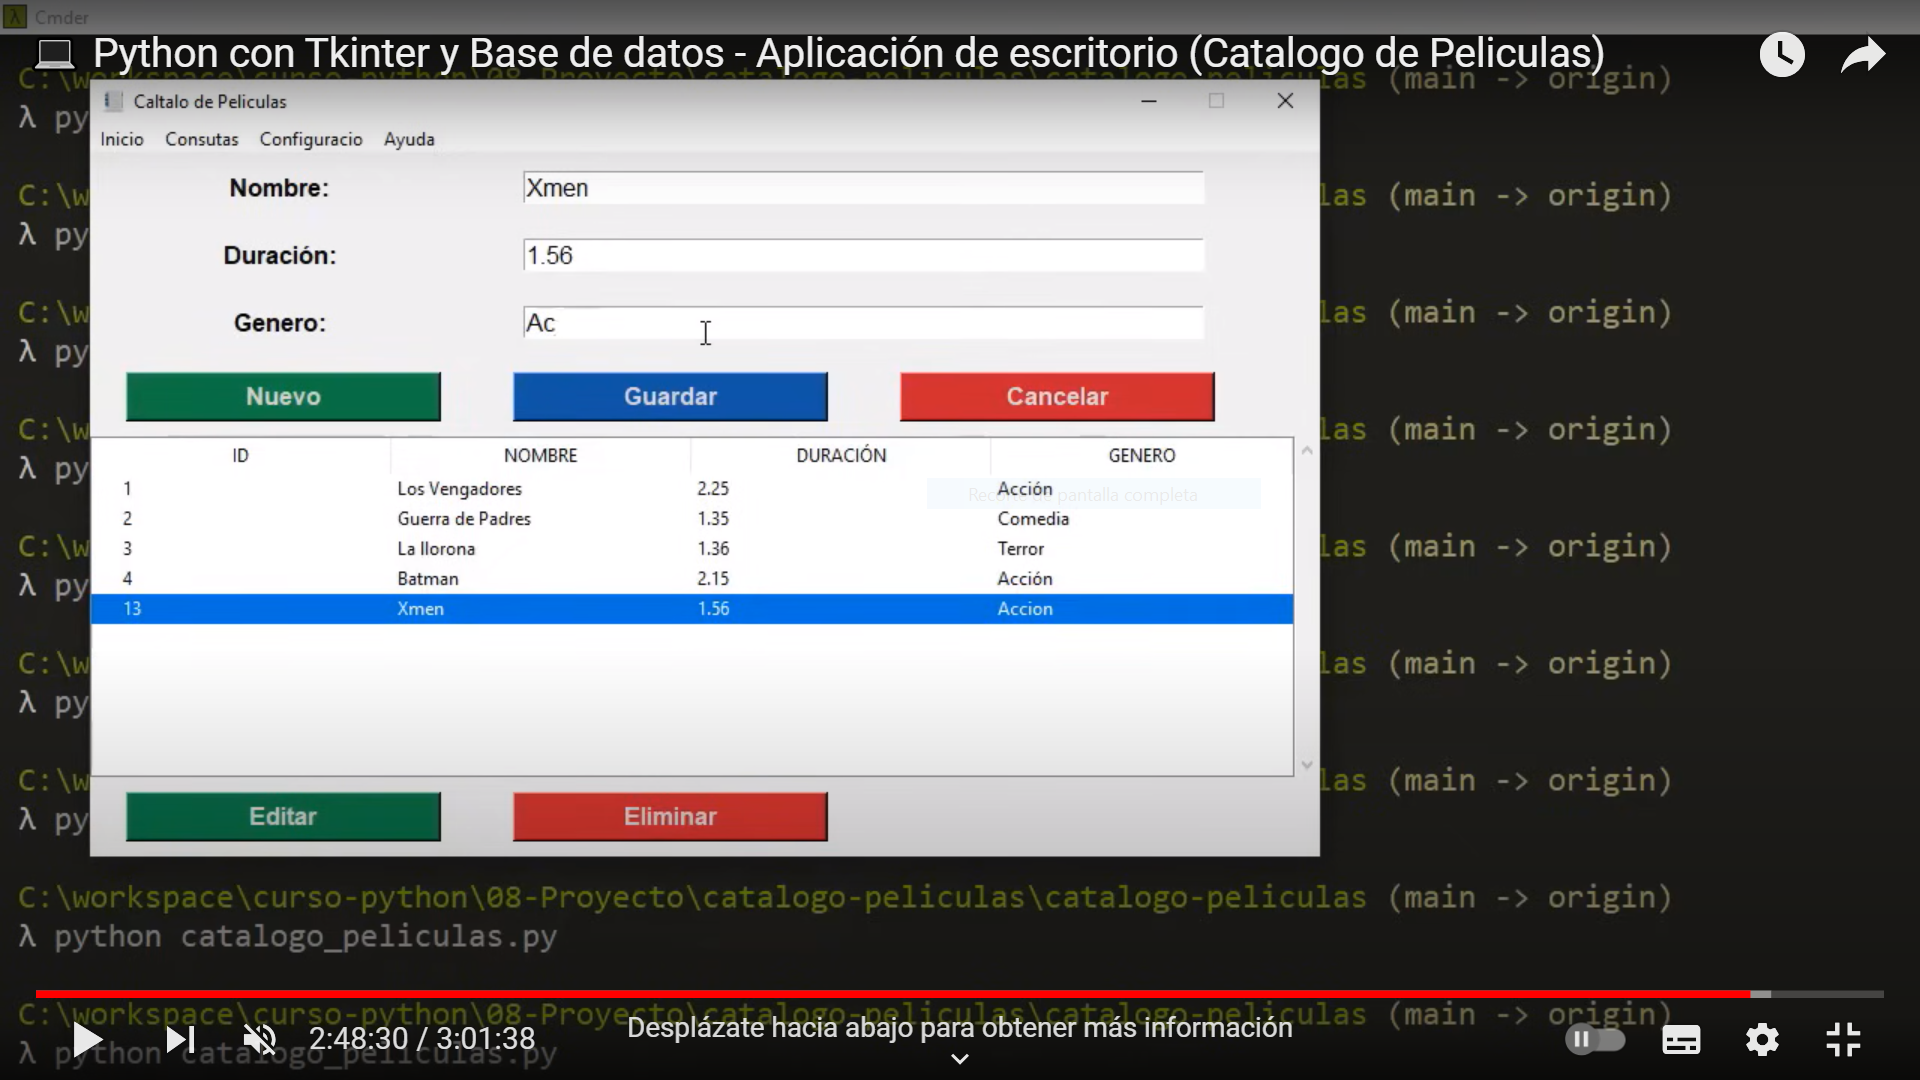 Cmder
Python con Tkinter y Base de datos - Aplicación de escritorio (Catalogo de Peliculas)
(main -> origin)
Caltalo de Peliculas
λ py
Inicio Consutas Configuracio Ayuda
Nombre: Xmen
C:\w las (main -> origin)
λ py
Duración: 1.56
C:\w las (main -> origin)
Genero: Ac
λ py
Nuevo Guardar Cancelar
C:\w las (main -> origin)
ID NOMBRE DURACIÓN GENERO
λ py
1 Los Vengadores 2.25 Acción
Recorte de pantalla completa
2 Guerra de Padres 1.35 Comedia
3 La llorona 1.36 Terror
C:\w las (main -> origin)
4 Batman 2.15 Acción
λ py
13 Xmen 1.56 Accion
C:\w las (main -> origin)
λ py
C:\w las (main -> origin)
λ py
Editar Eliminar
C:\workspace\curso-python\08-Proyecto\catalogo-peliculas\catalogo-peliculas (main -> origin)
λ python catalogo_peliculas.py
C:\workspace\curso-python\08-Proyecto\catalogo-peliculas\catalogo-peliculas (main -> origin)
2:48:30 / 3:01:38
Desplázate hacia abajo para obtener más información
λ python catalogo_peliculas.py